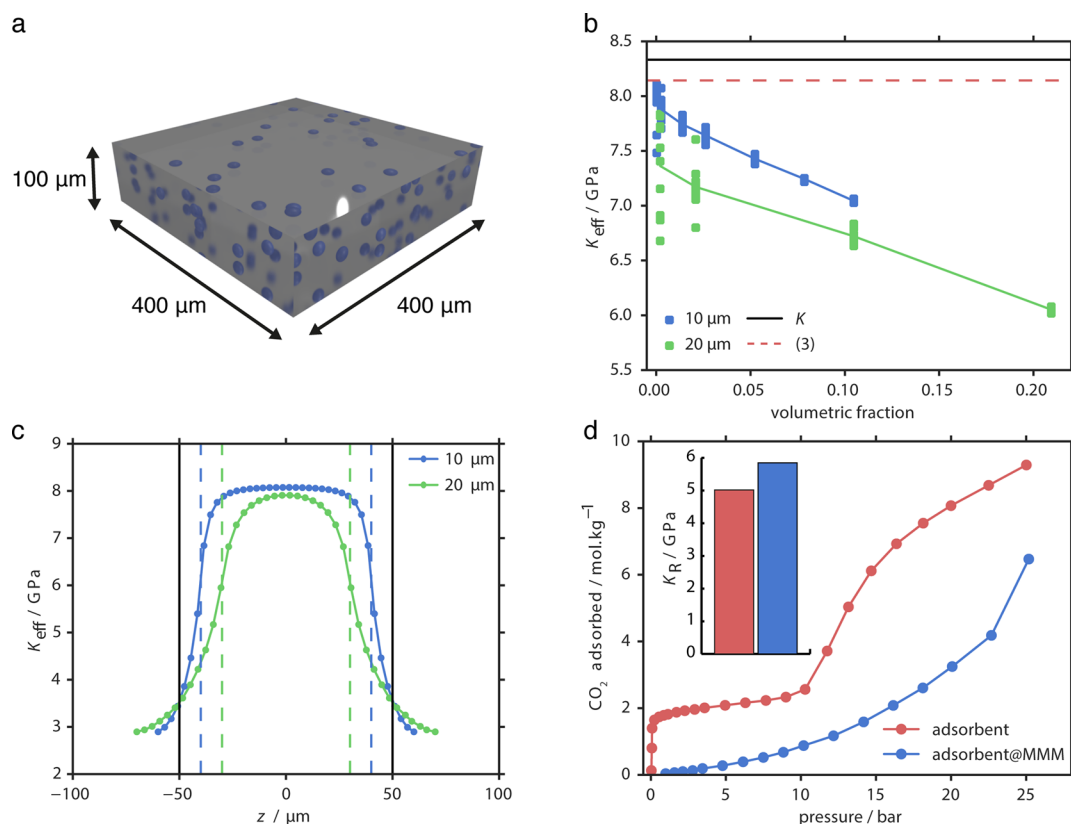 a
100 μm
400 μm
400 μm
b
8.5
8.0
7.5
7.0
6.5
6.0
5.5
K_eff / GPa
10 μm
20 μm
K
(3)
0.00 0.05 0.10 0.15 0.20
volumetric fraction
c
9
8
7
6
5
4
3
2
K_eff / GPa
10 μm
20 μm
−100 −50 0 50 100
z / μm
d
10
8
6
4
2
0
CO₂ adsorbed / mol.kg⁻¹
6
5
4
3
2
1
0
K_R / GPa
adsorbent
adsorbent@MMM
0 5 10 15 20 25
pressure / bar